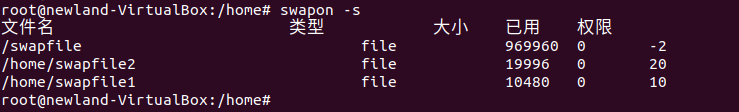 root@newland-VirtualBox:/home# swapon -s
文件名 类型 大小 已用 权限
/swapfile file 969960 0 -2
/home/swapfile2 file 19996 0 20
/home/swapfile1 file 10480 0 10
root@newland-VirtualBox:/home#